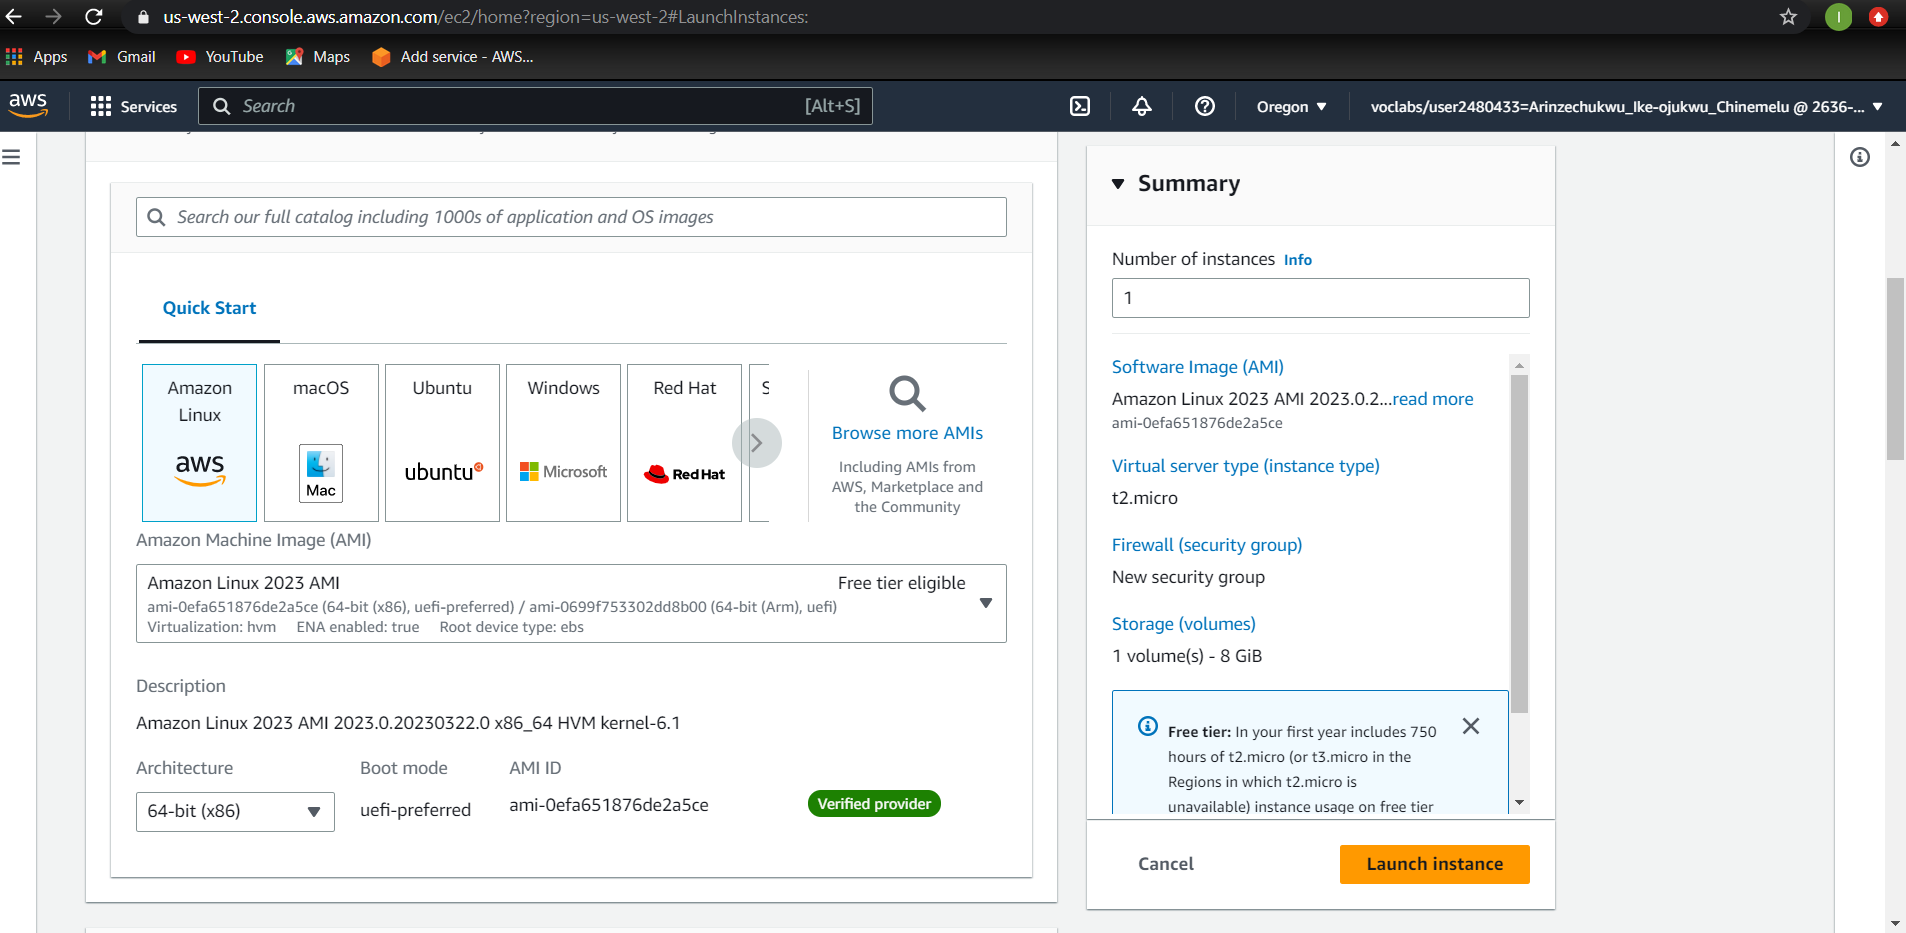 us-west-2.console.aws.amazon.com/ec2/home?region=us-west-2#LaunchInstances:
I
Apps
Gmail
YouTube
Maps
Add service - AWS...
aws
Services
Search
[Alt+S]
Oregon
voclabs/user2480433=Arinzechukwu_Ike-ojukwu_Chinemelu @ 2636-...
Search our full catalog including 1000s of application and OS images
Quick Start
Amazon
Linux
aws
macOS
Mac
Ubuntu
ubuntu
Windows
Microsoft
Red Hat
Red Hat
S
Browse more AMIs
Including AMIs from
AWS, Marketplace and
the Community
Amazon Machine Image (AMI)
Amazon Linux 2023 AMI
Free tier eligible
ami-0efa651876de2a5ce (64-bit (x86), uefi-preferred) / ami-0699f753302dd8b00 (64-bit (Arm), uefi)
Virtualization: hvm ENA enabled: true Root device type: ebs
Description
Amazon Linux 2023 AMI 2023.0.20230322.0 x86_64 HVM kernel-6.1
Architecture
Boot mode
AMI ID
64-bit (x86)
uefi-preferred
ami-0efa651876de2a5ce
Verified provider
Summary
Number of instances Info
1
Software Image (AMI)
Amazon Linux 2023 AMI 2023.0.2...read more
ami-0efa651876de2a5ce
Virtual server type (instance type)
t2.micro
Firewall (security group)
New security group
Storage (volumes)
1 volume(s) - 8 GiB
Free tier: In your first year includes 750
hours of t2.micro (or t3.micro in the
Regions in which t2.micro is
unavailable) instance usage on free tier
Cancel
Launch instance